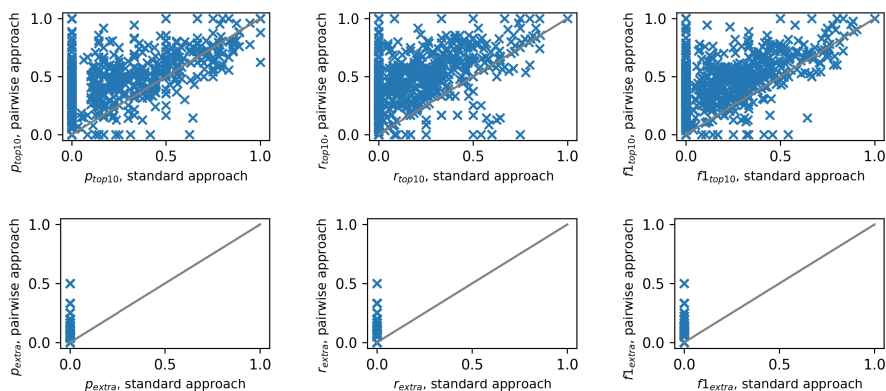 1.0
0.5
0.0
0.0 0.5 1.0
p_top10, pairwise approach
p_top10, standard approach
1.0
0.5
0.0
0.0 0.5 1.0
r_top10, pairwise approach
r_top10, standard approach
1.0
0.5
0.0
0.0 0.5 1.0
f1_top10, pairwise approach
f1_top10, standard approach
1.0
0.5
0.0
0.0 0.5 1.0
p_extra, pairwise approach
p_extra, standard approach
1.0
0.5
0.0
0.0 0.5 1.0
r_extra, pairwise approach
r_extra, standard approach
1.0
0.5
0.0
0.0 0.5 1.0
f1_extra, pairwise approach
f1_extra, standard approach